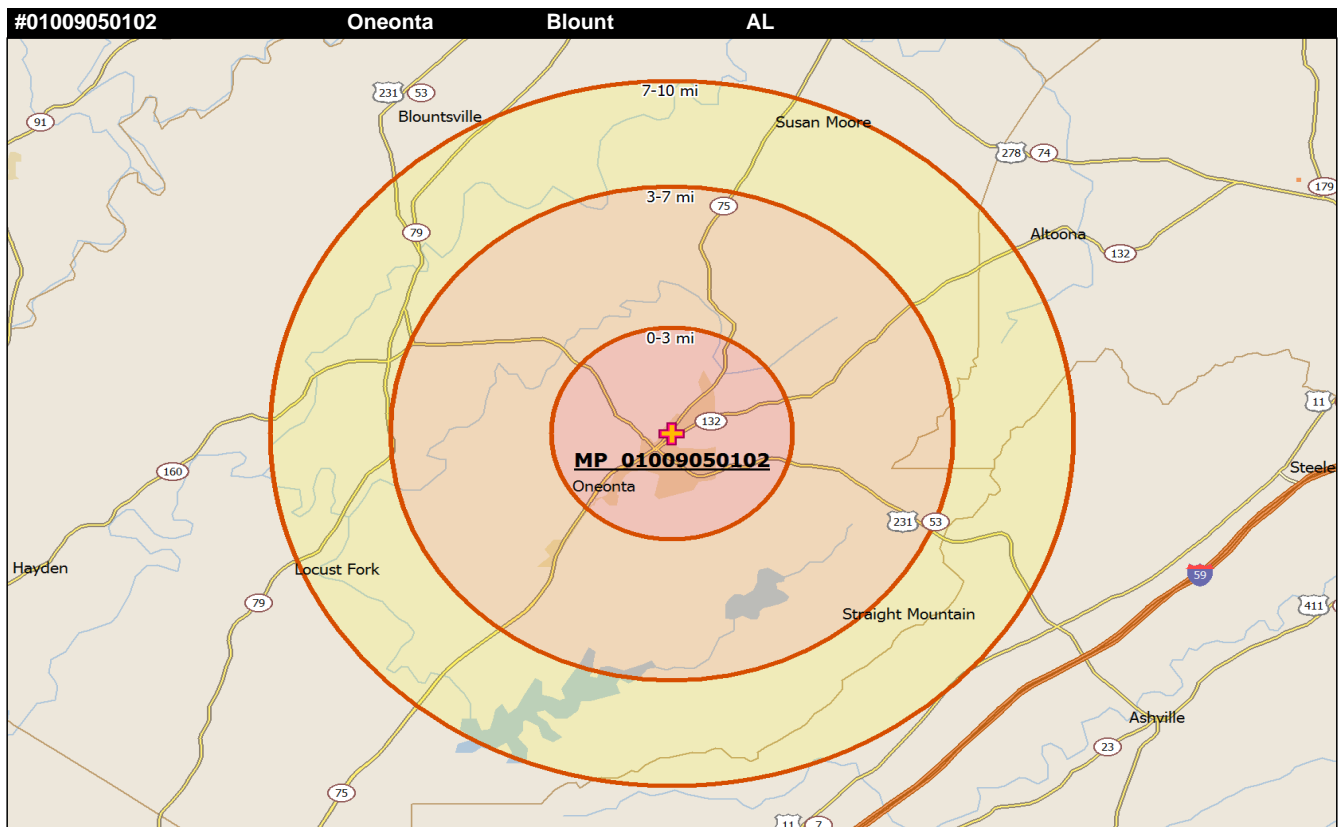 #01009050102 Oneonta Blount AL
7-10 mi
231 53
Blountsville
91
Susan Moore
278 74
179
3-7 mi
75
79
Altoona
132
0-3 mi
11
132
MP 01009050102
160
Steele
Oneonta
231 53
Hayden
Locust Fork
59
79
411
Straight Mountain
Ashville
23
75
11 7